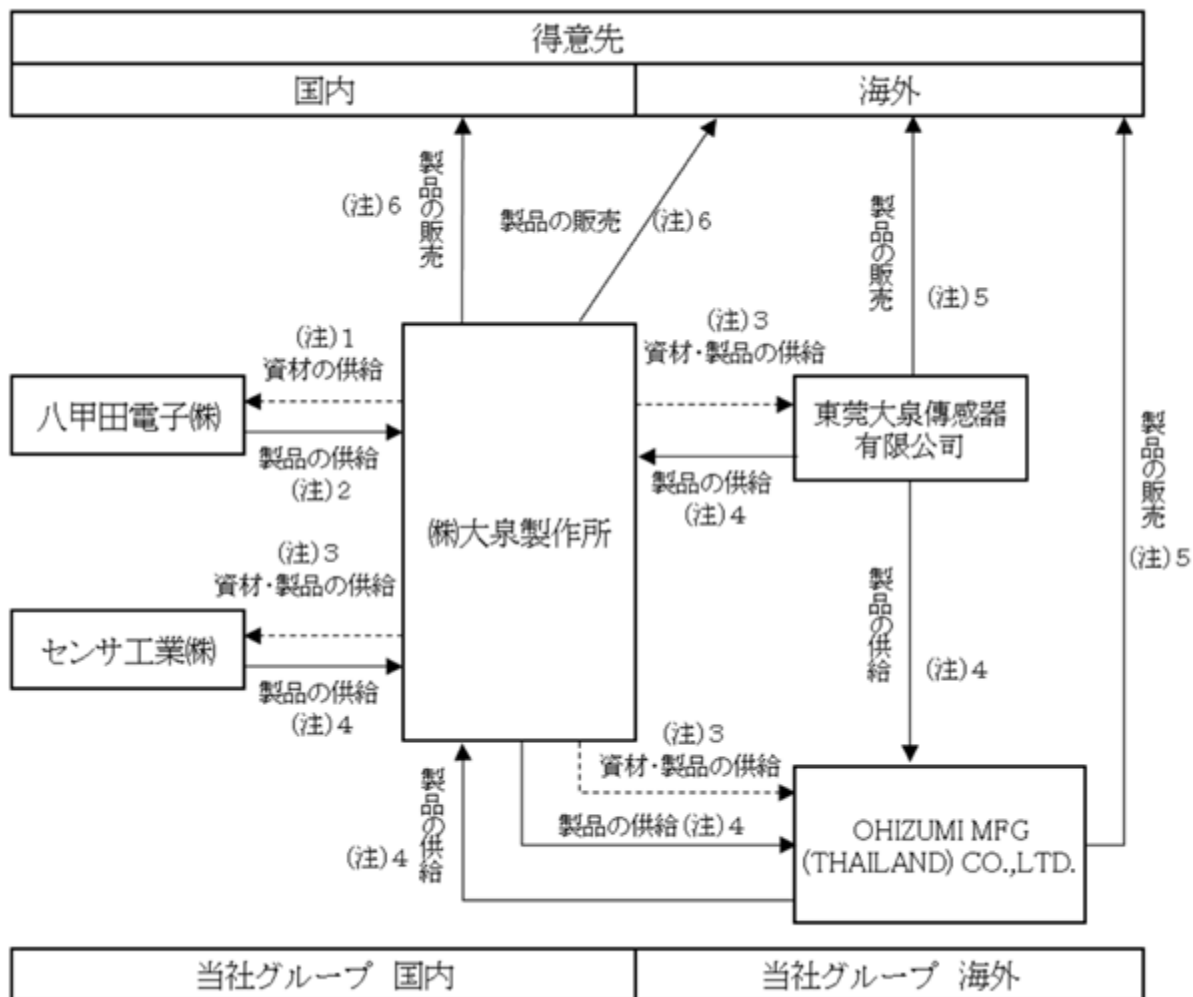 得意先
国内
海外
製品の販売
(注)6
製品の販売
(注)6
製品の販売
(注)5
製品の販売
(注)5
(注)1
資材の供給
八甲田電子㈱
製品の供給
(注)2
(注)3
資材・製品の供給
センサ工業㈱
製品の供給
(注)4
㈱大泉製作所
(注)3
資材・製品の供給
東莞大泉傳感器
有限公司
製品の供給
(注)4
製品の供給
(注)4
(注)3
資材・製品の供給
製品の供給(注)4
製品の供給
(注)4
OHIZUMI MFG
(THAILAND) CO.,LTD.
当社グループ 国内
当社グループ 海外